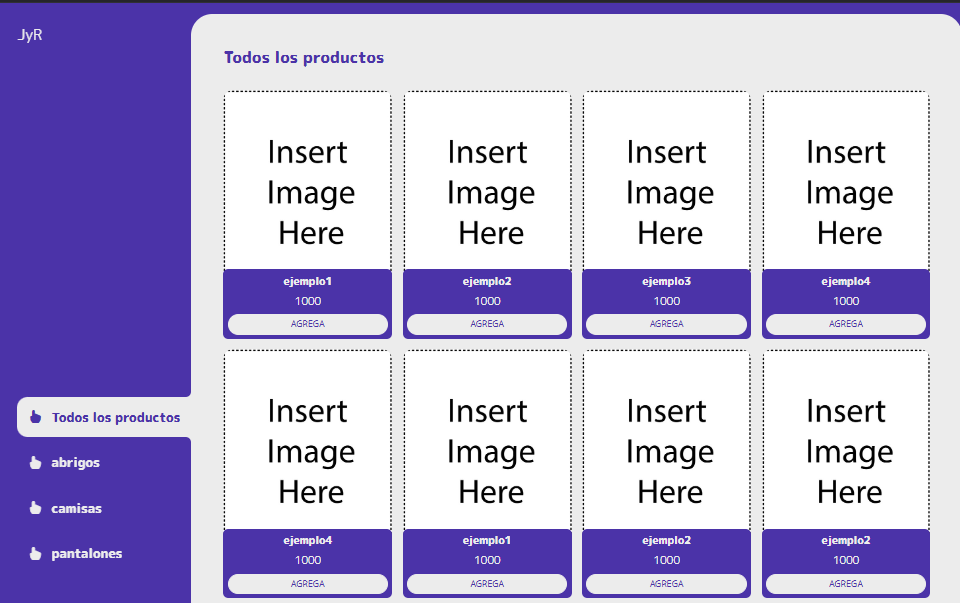 JyR
Todos los productos
Insert
Image
Here
Insert
Image
Here
Insert
Image
Here
Insert
Image
Here
ejemplo1
1000
AGREGA
ejemplo2
1000
AGREGA
ejemplo3
1000
AGREGA
ejemplo4
1000
AGREGA
Insert
Image
Here
Insert
Image
Here
Insert
Image
Here
Insert
Image
Here
ejemplo4
1000
AGREGA
ejemplo1
1000
AGREGA
ejemplo2
1000
AGREGA
ejemplo2
1000
AGREGA
Todos los productos
abrigos
camisas
pantalones